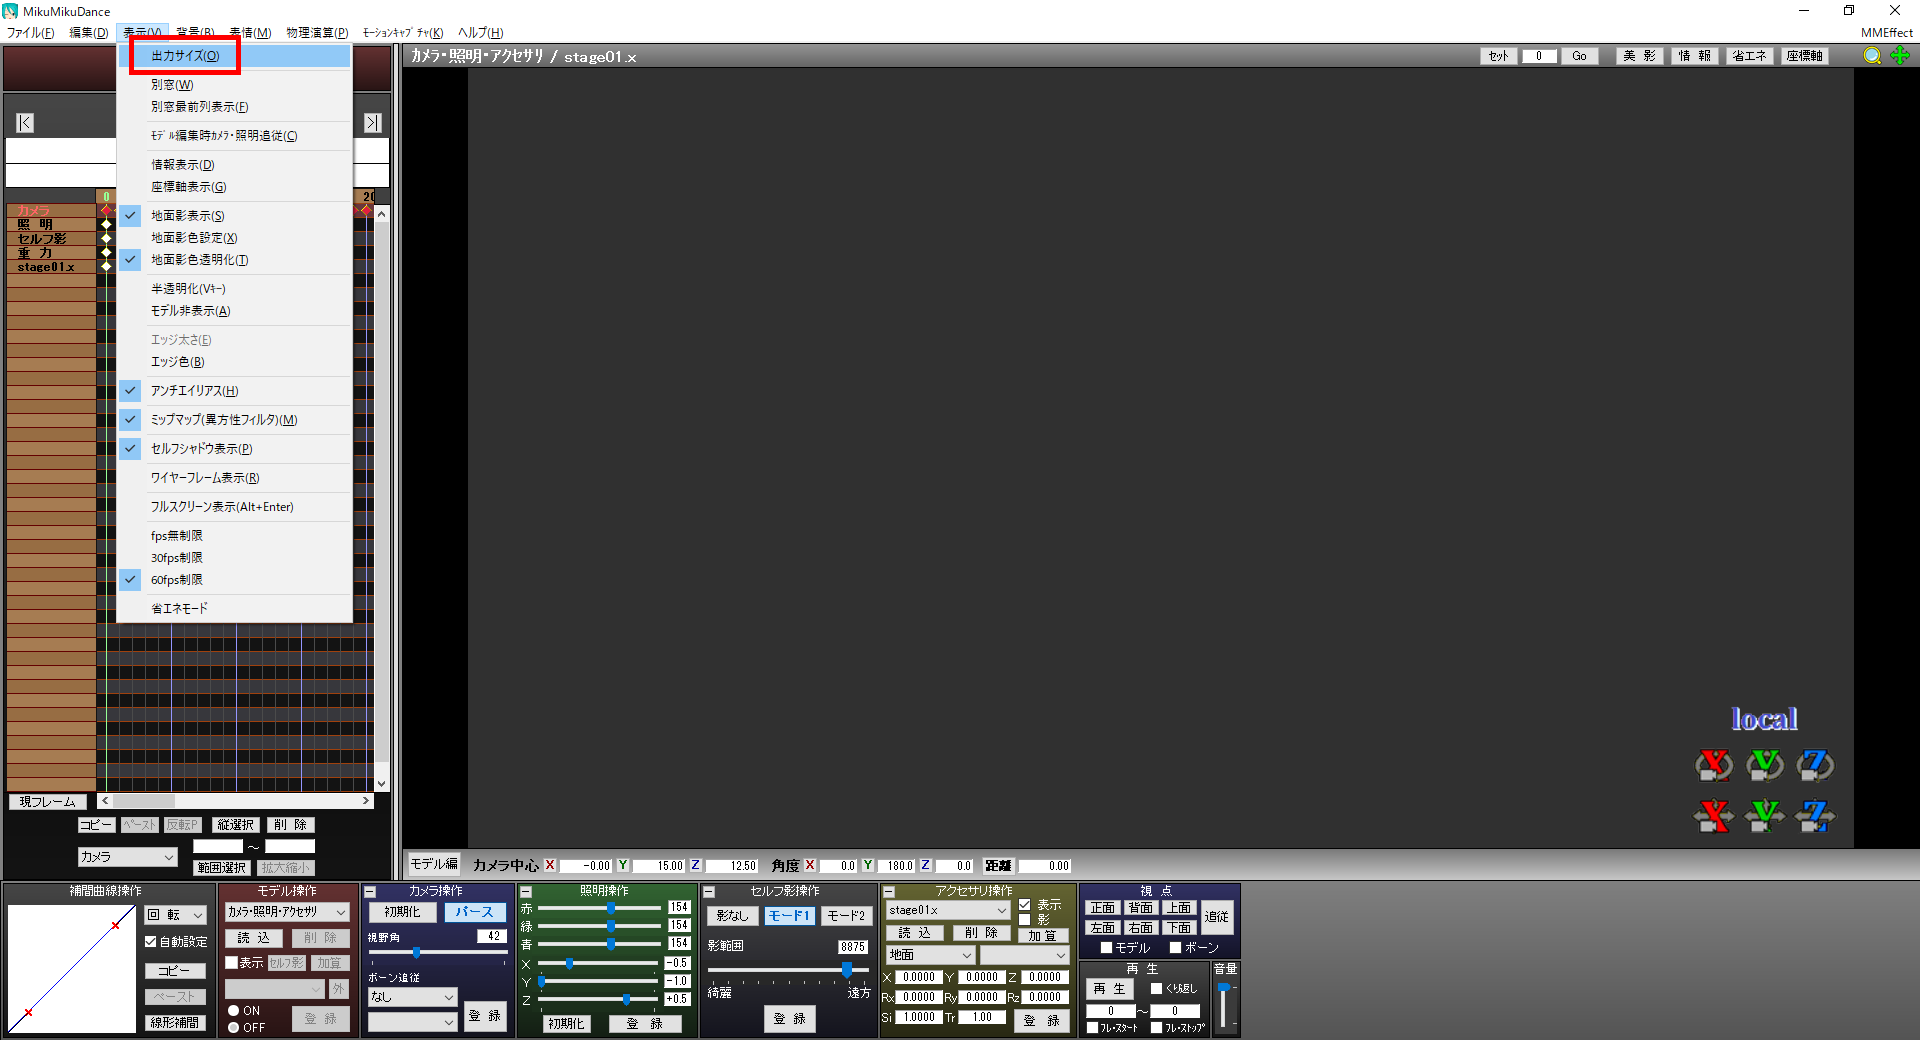 MikuMikuDance
ファイル(F) 編集(D) 表示(V) 背景(B) 表情(M) 物理演算(P) ﾓｰｼｮﾝｷｬﾌﾟﾁｬ(K) ヘルプ(H)
MMEffect
出力サイズ(O)
別窓(W)
別窓最前列表示(F)
ﾓﾃﾞﾙ編集時ｶﾒﾗ･照明追従(C)
情報表示(D)
座標軸表示(G)
地面影表示(S)
地面影色設定(X)
地面影色透明化(T)
半透明化(Vｷｰ)
モデル非表示(A)
エッジ太さ(E)
エッジ色(B)
アンチエイリアス(H)
ミップマップ(異方性フィルタ)(M)
セルフシャドウ表示(P)
ワイヤーフレーム表示(R)
フルスクリーン表示(Alt+Enter)
fps無制限
30fps制限
60fps制限
省エネモード
ｶﾒﾗ･照明･ｱｸｾｻﾘ / stage01.x
ｾｯﾄ 0 Go 美 影 情 報 省エネ 座標軸
0 20
カメラ
照 明
セルフ影
重 力
stage01.x
local
X Y Z
X Y Z
現フレーム
コピー ﾍﾟｰｽﾄ 反転P 縦選択 削 除
カメラ ～
範囲選択 拡大縮小
モデル編 カメラ中心 X -0.00 Y 15.00 Z 12.50 角度 X 0.0 Y 180.0 Z 0.0 距離 0.00
補間曲線操作
回 転
自動設定
コピー
ペースト
線形補間
モデル操作
ｶﾒﾗ･照明･ｱｸｾｻﾘ
読 込 削 除
表示 ｾﾙﾌ影 加算
外
ON
OFF
登 録
カメラ操作
初期化 パース
視野角 42
ボーン追従
なし
登 録
照明操作
赤 154
緑 154
青 154
X -0.5
Y -1.0
Z +0.5
初期化 登 録
セルフ影操作
影なし モード1 モード2
影範囲 8875
綺麗 遠方
登 録
アクセサリ操作
stage01.x 表示
影
読 込 削 除 加 算
地面
X 0.0000 Y 0.0000 Z 0.0000
Rx 0.0000 Ry 0.0000 Rz 0.0000
Si 1.0000 Tr 1.00 登 録
視 点
正面 背面 上面 追従
左面 右面 下面
モデル ボーン
再 生
再 生 くり返し
0 ～ 0
ﾌﾚ･ｽﾀｰﾄ ﾌﾚ･ｽﾄｯﾌﾟ
音量